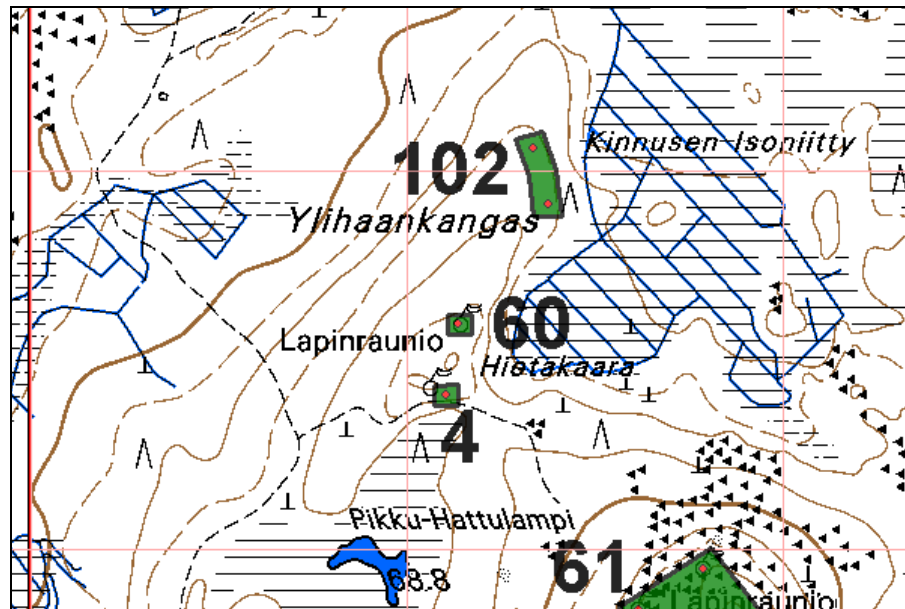 Kinnusen-Isoniitty
102
Ylihaankangas
60
Lapinraunio
Hietakaara
4
Pikku-Hattulampi
61
68.8
Lapinraunio